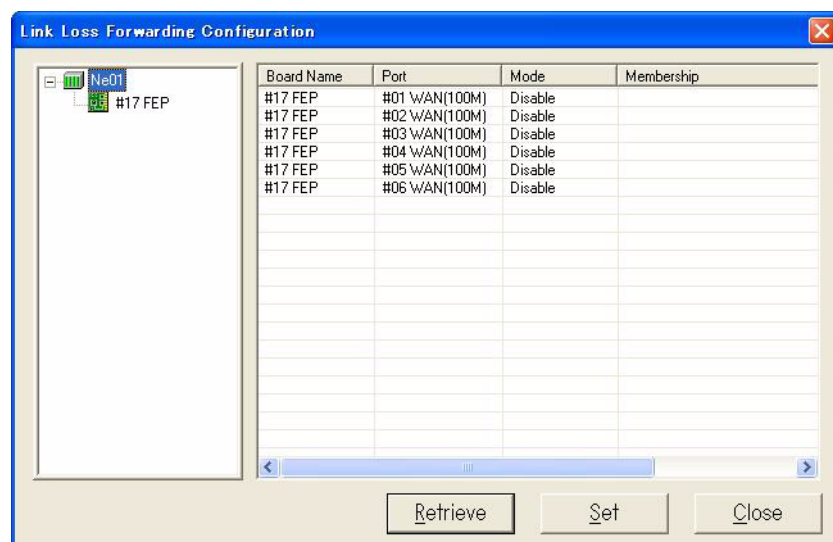 Link Loss Forwarding Configuration
Ne01
#17 FEP
Board Name Port Mode Membership
#17 FEP #01 WAN(100M) Disable
#17 FEP #02 WAN(100M) Disable
#17 FEP #03 WAN(100M) Disable
#17 FEP #04 WAN(100M) Disable
#17 FEP #05 WAN(100M) Disable
#17 FEP #06 WAN(100M) Disable
Retrieve Set Close